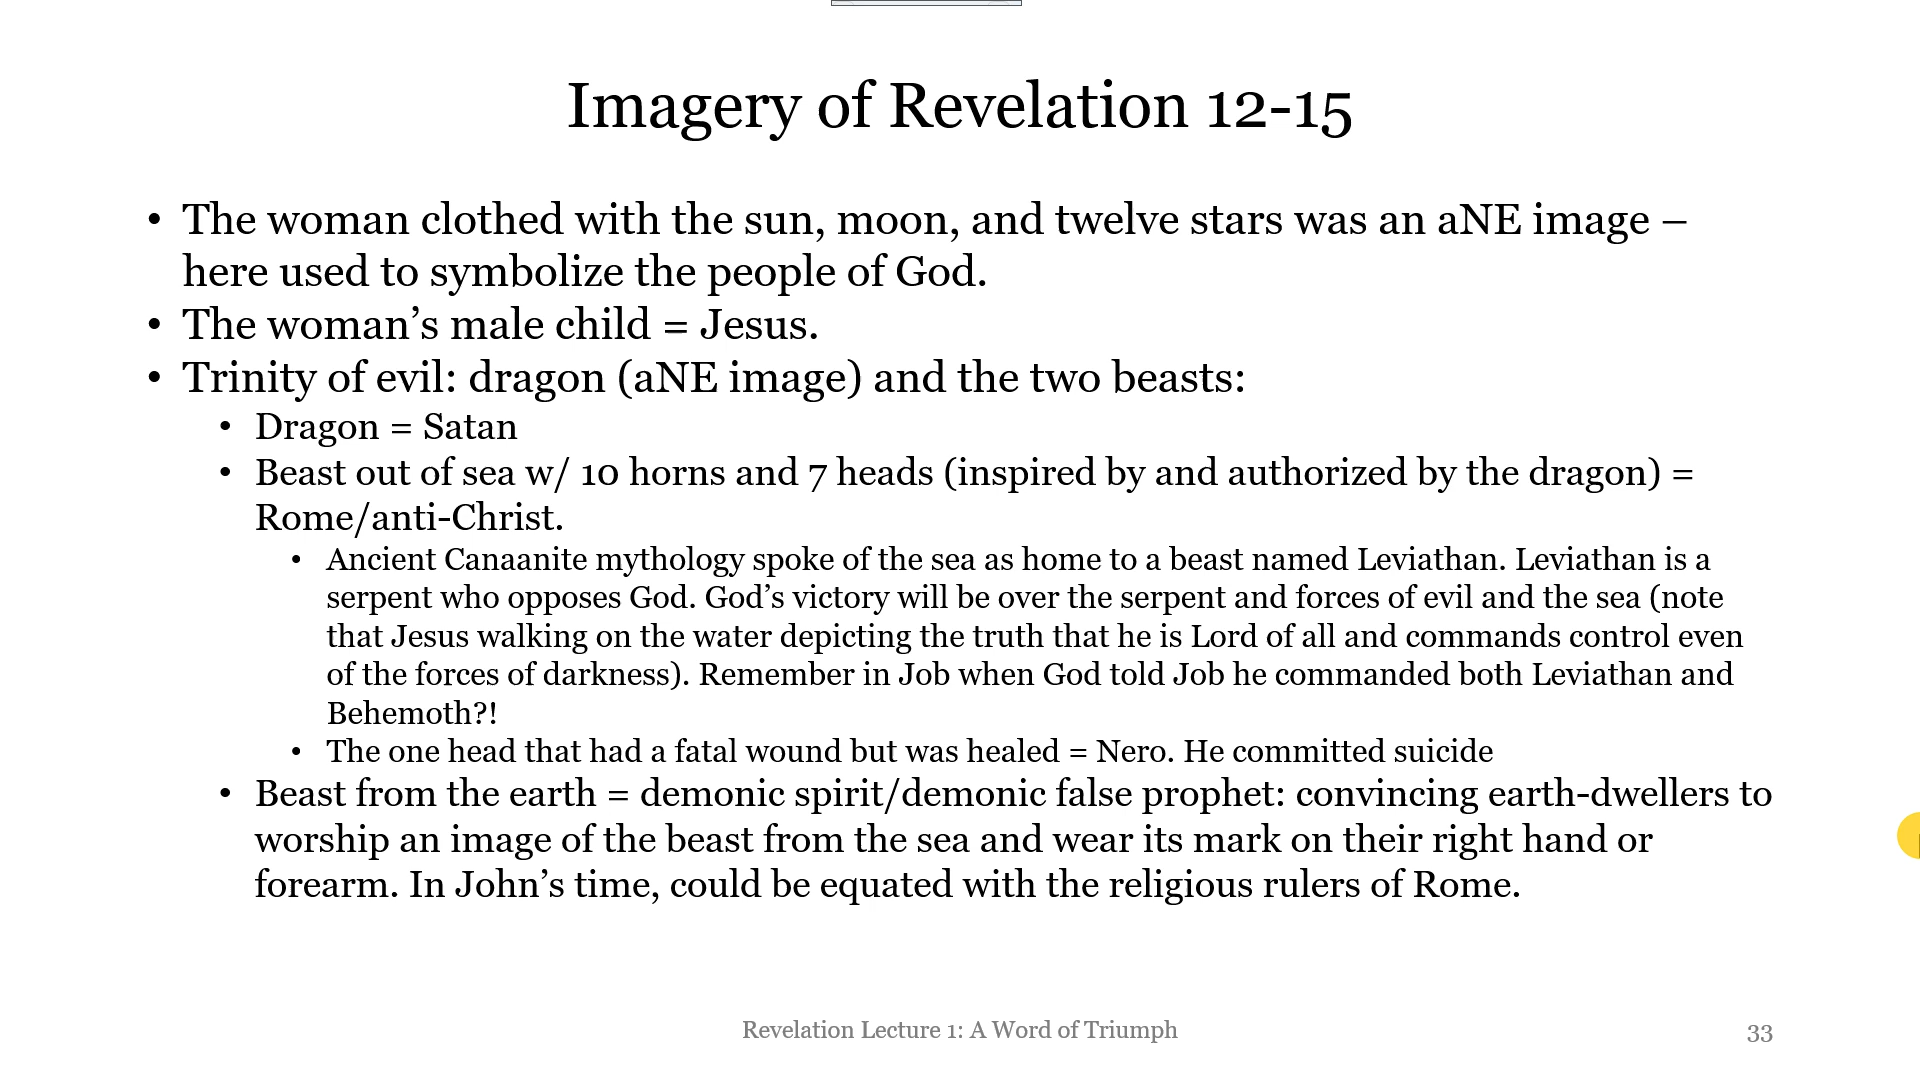 Imagery of Revelation 12-15
• The woman clothed with the sun, moon, and twelve stars was an aNE image –
here used to symbolize the people of God.
• The woman’s male child = Jesus.
• Trinity of evil: dragon (aNE image) and the two beasts:
• Dragon = Satan
• Beast out of sea w/ 10 horns and 7 heads (inspired by and authorized by the dragon) =
Rome/anti-Christ.
• Ancient Canaanite mythology spoke of the sea as home to a beast named Leviathan. Leviathan is a
serpent who opposes God. God’s victory will be over the serpent and forces of evil and the sea (note
that Jesus walking on the water depicting the truth that he is Lord of all and commands control even
of the forces of darkness). Remember in Job when God told Job he commanded both Leviathan and
Behemoth?!
• The one head that had a fatal wound but was healed = Nero. He committed suicide
• Beast from the earth = demonic spirit/demonic false prophet: convincing earth-dwellers to
worship an image of the beast from the sea and wear its mark on their right hand or
forearm. In John’s time, could be equated with the religious rulers of Rome.
Revelation Lecture 1: A Word of Triumph
33